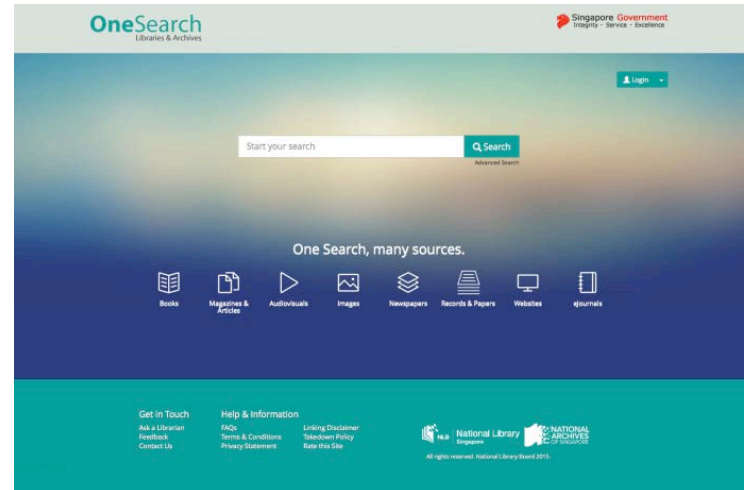 OneSearch
Libraries & Archives
Singapore Government
Integrity - Service - Excellence
Login
Start your search
Search
Advanced Search
One Search, many sources.
Books
Magazines &
Articles
Audiovisuals
Images
Newspapers
Records & Papers
Websites
eJournals
Get in Touch
Ask a Librarian
Feedback
Contact Us
Help & Information
FAQs
Terms & Conditions
Privacy Statement
Linking Disclaimer
Takedown Policy
Rate this Site
NLB National Library
Singapore
NATIONAL
ARCHIVES
OF SINGAPORE
All rights reserved. National Library Board 2015.